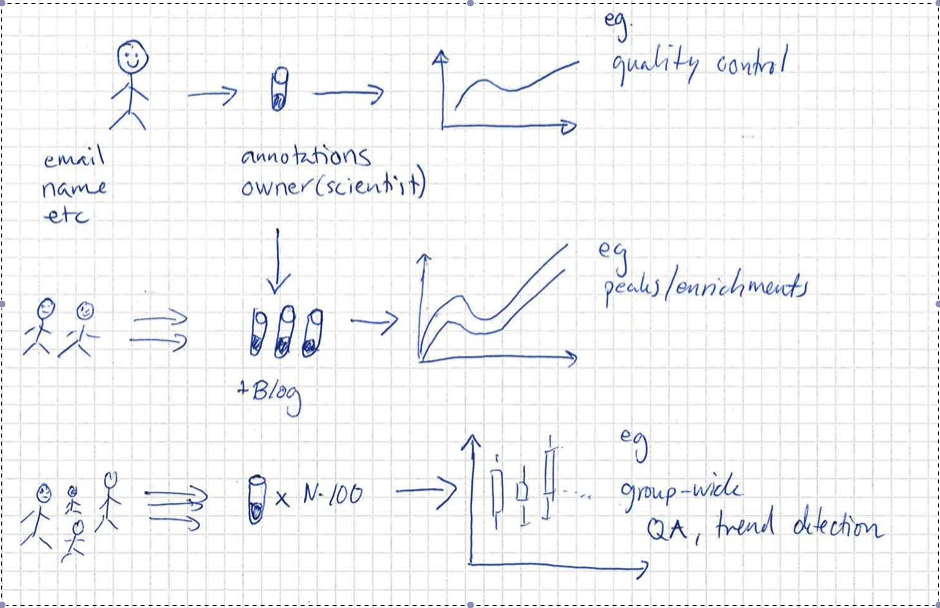 eg.
quality control
email
name
etc
annotations
owner(scientist)
eg
peaks/enrichments
+Blog
eg
x N-100
group-wide
QA, trend detection